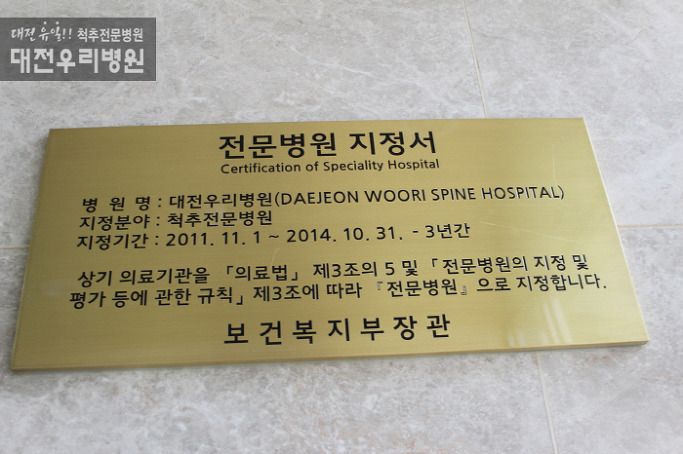 대전 유일!! 척추전문병원
대전우리병원
전문병원 지정서
Certification of Speciality Hospital
병 원 명 : 대전우리병원(DAEJEON WOORI SPINE HOSPITAL)
지정분야 : 척추전문병원
지정기간 : 2011. 11. 1 ~ 2014. 10. 31. - 3년간
상기 의료기관을 「의료법」 제3조의 5 및 「전문병원의 지정 및
평가 등에 관한 규칙」 제3조에 따라 『전문병원』으로 지정합니다.
보건복지부장관